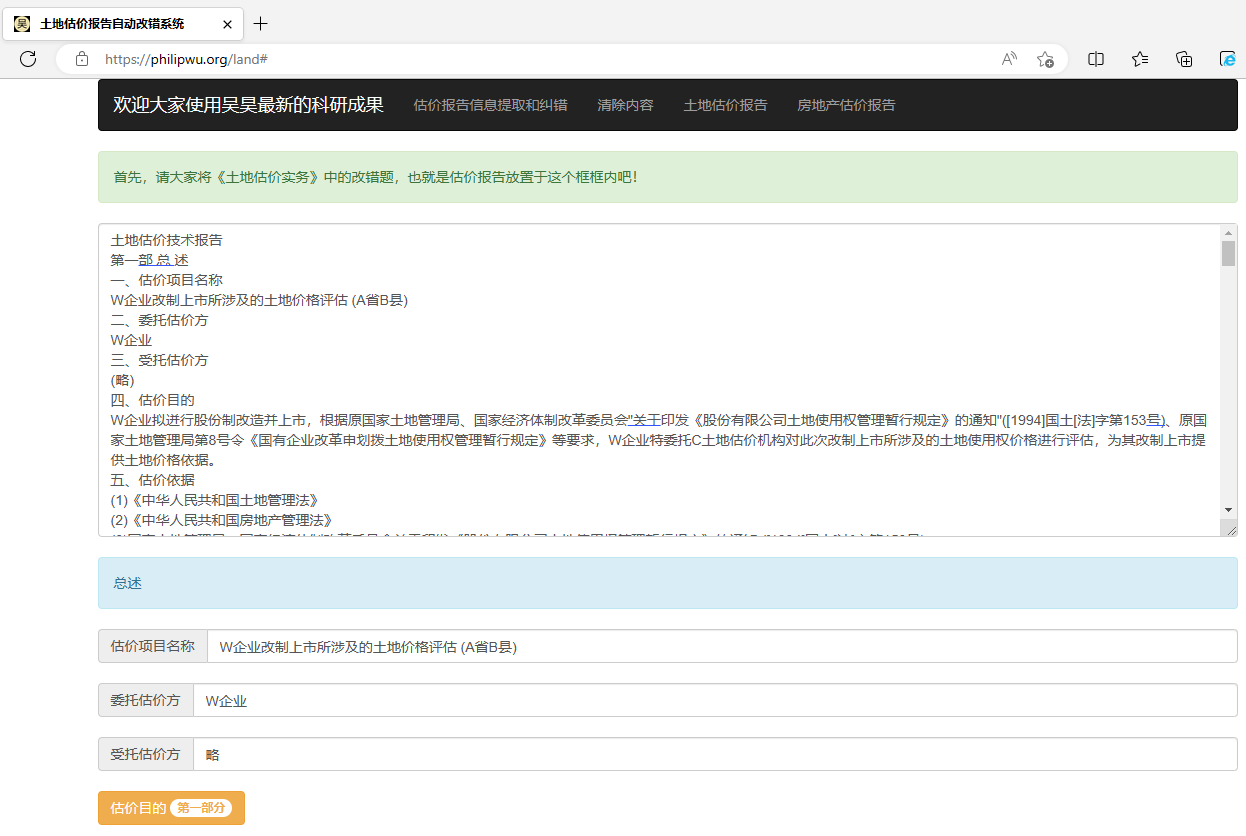 土地估价报告自动改错系统
https://philipwu.org/land#
欢迎大家使用吴昊最新的科研成果 估价报告信息提取和纠错 清除内容 土地估价报告 房地产估价报告
首先，请大家将《土地估价实务》中的改错题，也就是估价报告放置于这个框框内吧！
土地估价技术报告
第一部 总 述
一、估价项目名称
W企业改制上市所涉及的土地价格评估 (A省B县)
二、委托估价方
W企业
三、受托估价方
(略)
四、估价目的
W企业拟进行股份制改造并上市，根据原国家土地管理局、国家经济体制改革委员会"关于印发《股份有限公司土地使用权管理暂行规定》的通知"([1994]国土[法]字第153号)、原国
家土地管理局第8号令《国有企业改革中划拨土地使用权管理暂行规定》等要求，W企业特委托C土地估价机构对此次改制上市所涉及的土地使用权价格进行评估，为其改制上市提
供土地价格依据。
五、估价依据
(1)《中华人民共和国土地管理法》
(2)《中华人民共和国房地产管理法》
总述
估价项目名称 W企业改制上市所涉及的土地价格评估 (A省B县)
委托估价方 W企业
受托估价方 略
估价目的 第一部分